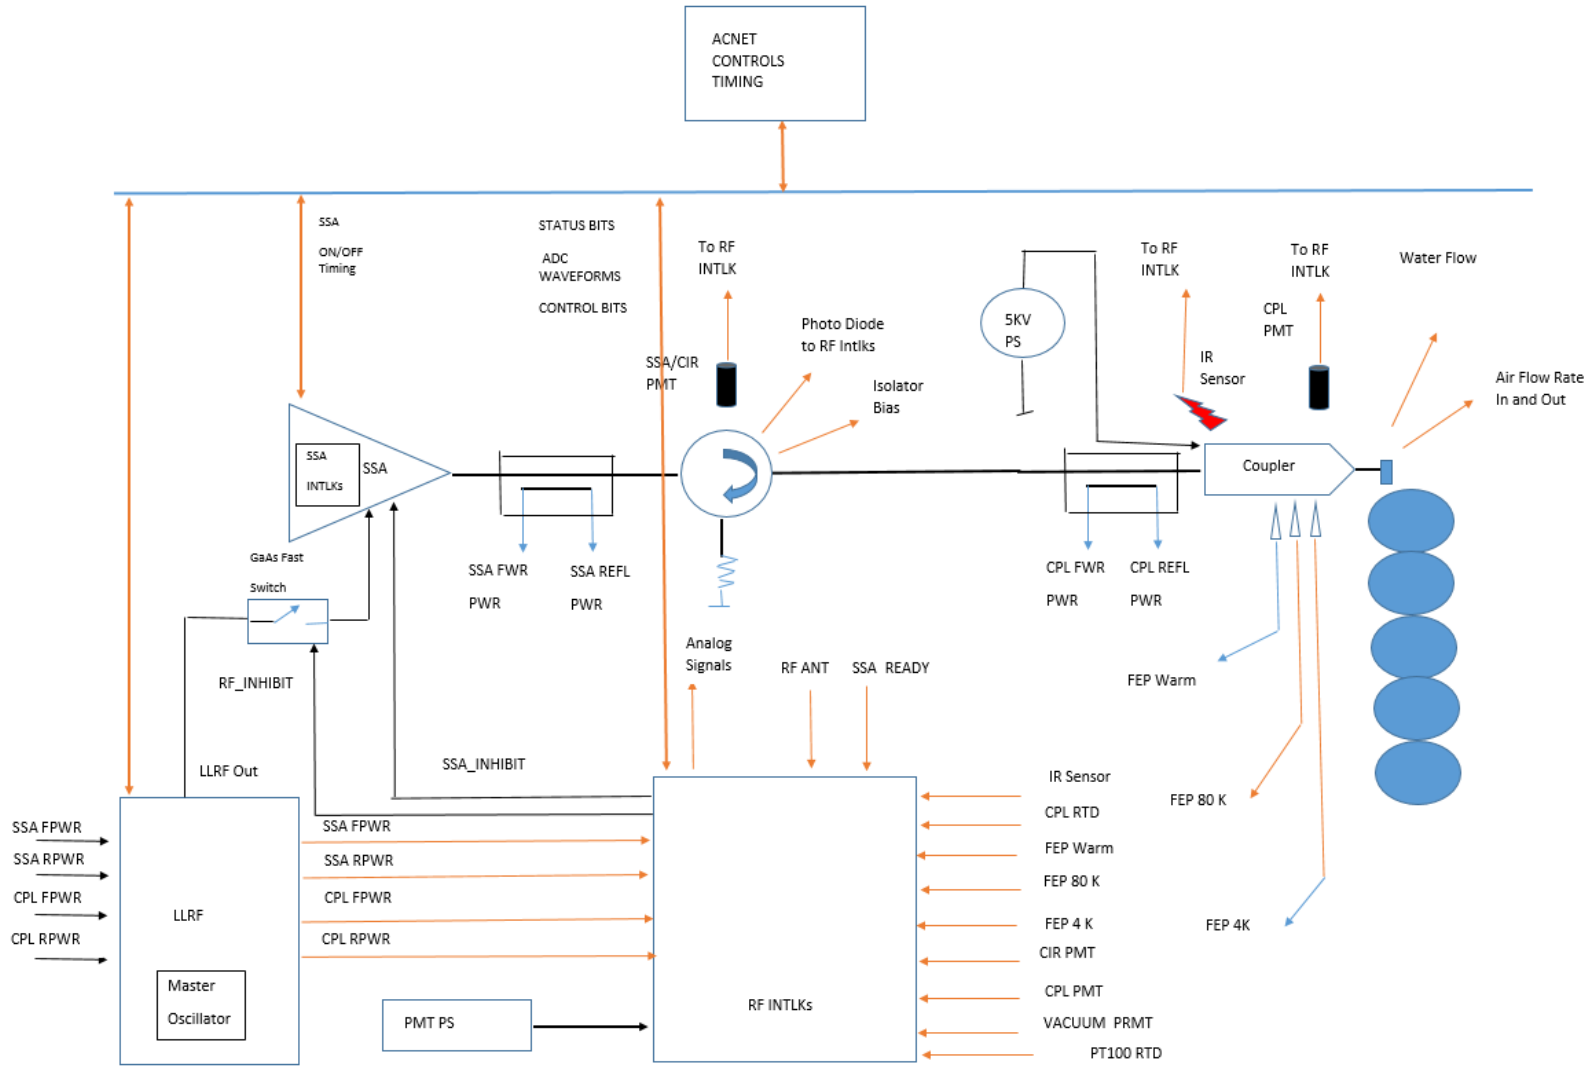 ACNET
CONTROLS
TIMING
SSA
ON/OFF
Timing
STATUS BITS
ADC
WAVEFORMS
CONTROL BITS
To RF
INTLK
SSA/CIR
PMT
Photo Diode
to RF Intlks
Isolator
Bias
5KV
PS
To RF
INTLK
IR
Sensor
To RF
INTLK
CPL
PMT
Water Flow
Air Flow Rate
In and Out
SSA
INTLKs
SSA
Coupler
GaAs Fast
Switch
SSA FWR
PWR
SSA REFL
PWR
CPL FWR
PWR
CPL REFL
PWR
Analog
Signals
RF ANT
SSA READY
RF_INHIBIT
FEP Warm
LLRF Out
SSA_INHIBIT
FEP 80 K
FEP 4K
SSA FPWR
SSA RPWR
CPL FPWR
CPL RPWR
LLRF
Master
Oscillator
SSA FPWR
SSA RPWR
CPL FPWR
CPL RPWR
PMT PS
RF INTLKs
IR Sensor
CPL RTD
FEP Warm
FEP 80 K
FEP 4 K
CIR PMT
CPL PMT
VACUUM PRMT
PT100 RTD